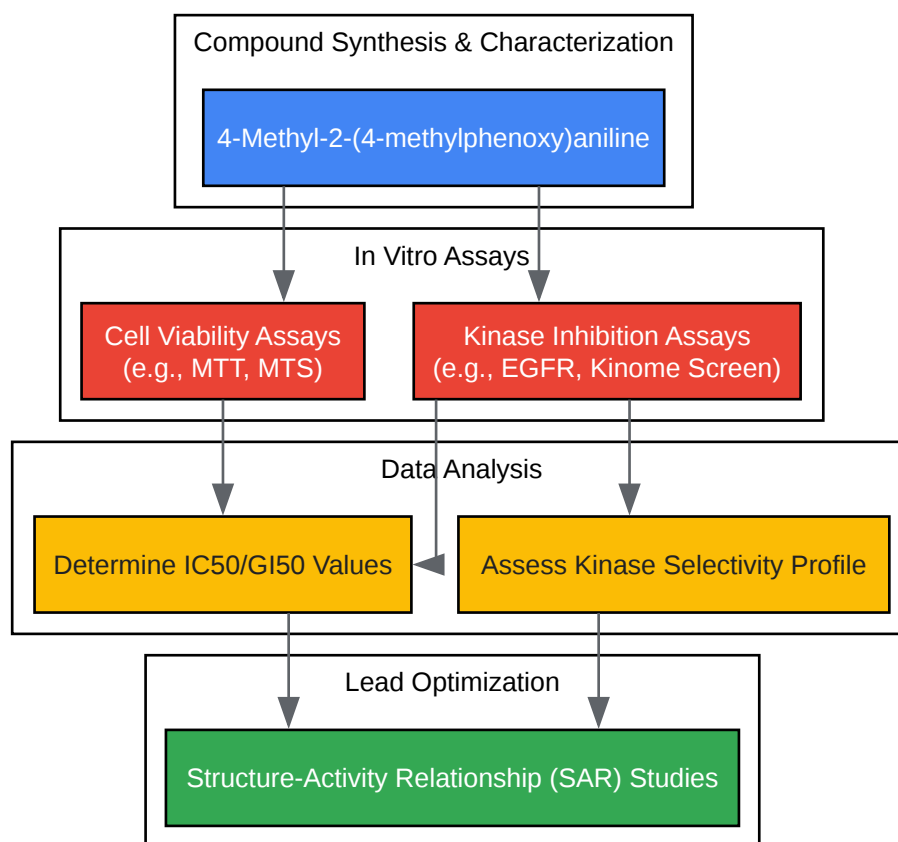 Compound Synthesis & Characterization
4-Methyl-2-(4-methylphenoxy)aniline
In Vitro Assays
Cell Viability Assays
(e.g., MTT, MTS)
Kinase Inhibition Assays
(e.g., EGFR, Kinome Screen)
Data Analysis
Determine IC50/GI50 Values
Assess Kinase Selectivity Profile
Lead Optimization
Structure-Activity Relationship (SAR) Studies